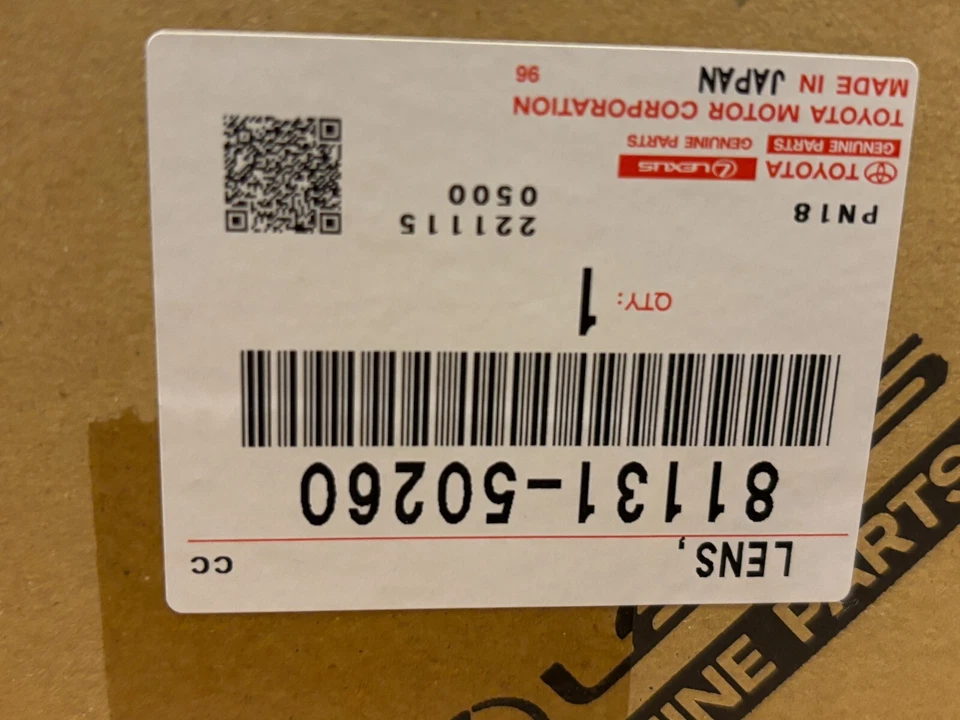 LENS,
CC
81131-50260
QTY: 1
221115
0500
PN18
TOYOTA LEXUS
GENUINE PARTS GENUINE PARTS
TOYOTA MOTOR CORPORATION
MADE IN JAPAN 96
PARTS